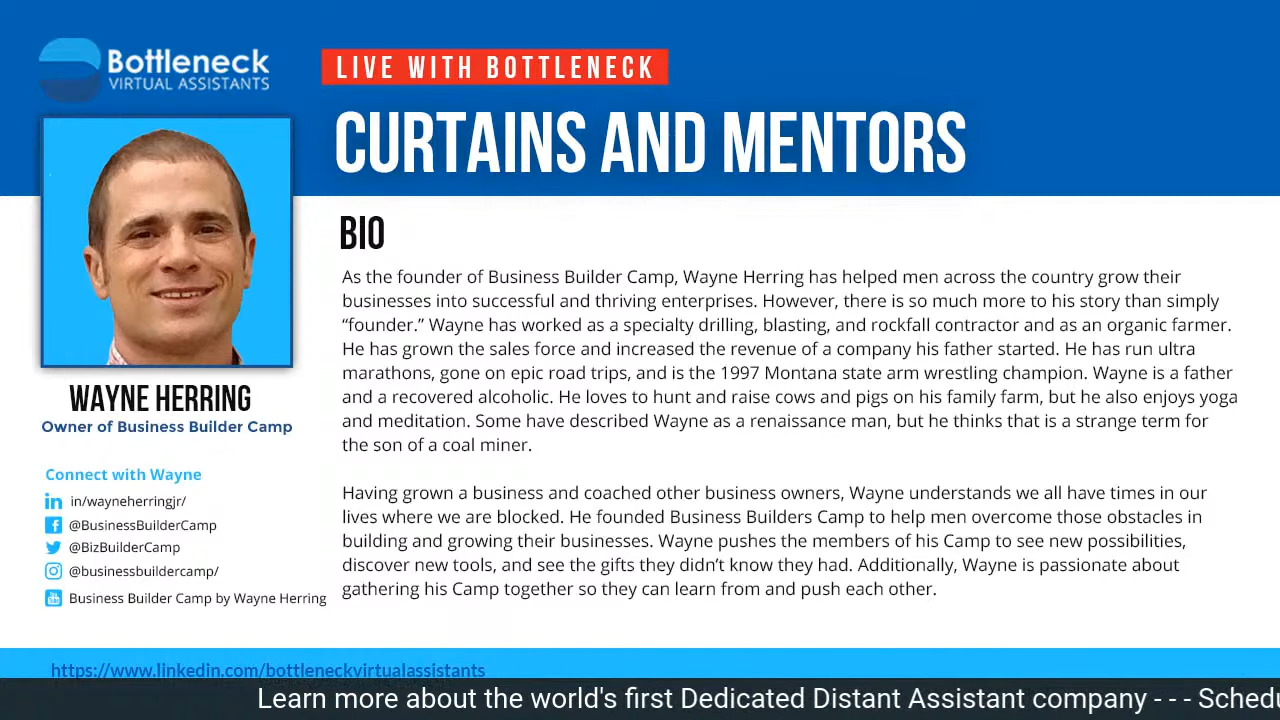 Bottleneck
VIRTUAL ASSISTANTS
LIVE WITH BOTTLENECK
CURTAINS AND MENTORS
WAYNE HERRING
Owner of Business Builder Camp
Connect with Wayne
in/wayneherringjr/
@BusinessBuilderCamp
@BizBuilderCamp
@businessbuildercamp/
Business Builder Camp by Wayne Herring
BIO
As the founder of Business Builder Camp, Wayne Herring has helped men across the country grow their
businesses into successful and thriving enterprises. However, there is so much more to his story than simply
“founder.” Wayne has worked as a specialty drilling, blasting, and rockfall contractor and as an organic farmer.
He has grown the sales force and increased the revenue of a company his father started. He has run ultra
marathons, gone on epic road trips, and is the 1997 Montana state arm wrestling champion. Wayne is a father
and a recovered alcoholic. He loves to hunt and raise cows and pigs on his family farm, but he also enjoys yoga
and meditation. Some have described Wayne as a renaissance man, but he thinks that is a strange term for
the son of a coal miner.
Having grown a business and coached other business owners, Wayne understands we all have times in our
lives where we are blocked. He founded Business Builders Camp to help men overcome those obstacles in
building and growing their businesses. Wayne pushes the members of his Camp to see new possibilities,
discover new tools, and see the gifts they didn’t know they had. Additionally, Wayne is passionate about
gathering his Camp together so they can learn from and push each other.
https://www.linkedin.com/bottleneckvirtualassistants
Learn more about the world's first Dedicated Distant Assistant company - - - Schedu